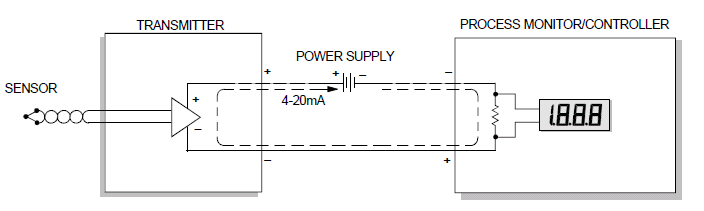 TRANSMITTER
PROCESS MONITOR/CONTROLLER
POWER SUPPLY
SENSOR
+
+ −
−
4-20mA
+
−
−
+
1.8.8.8